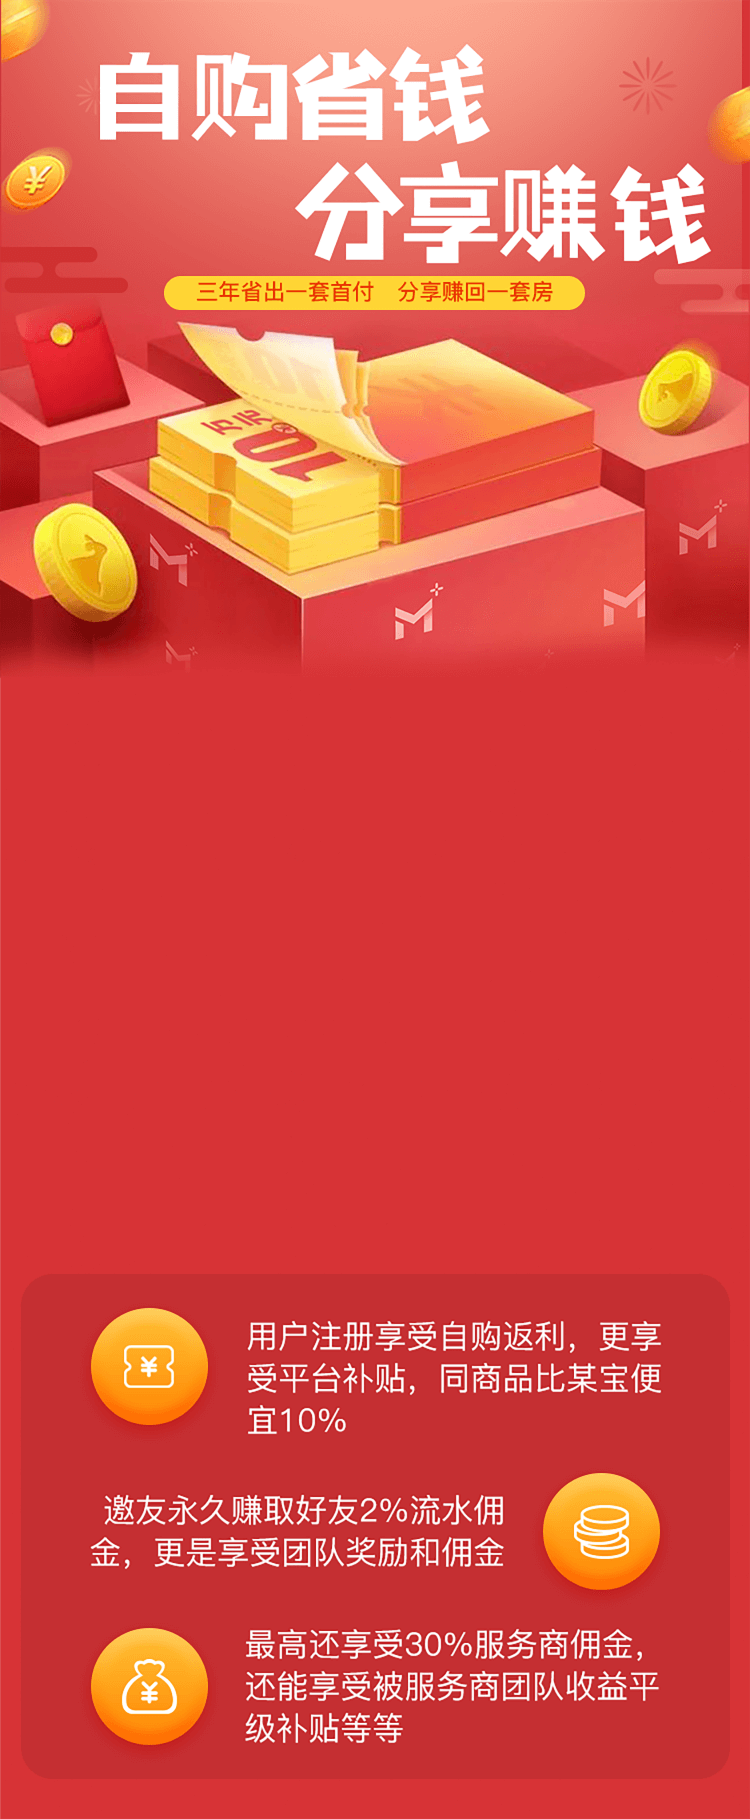 自购省钱
分享赚钱
三年省出一套首付 分享赚回一套房
10
用户注册享受自购返利，更享
受平台补贴，同商品比某宝便
宜10%
邀友永久赚取好友2%流水佣
金，更是享受团队奖励和佣金
最高还享受30%服务商佣金，
还能享受被服务商团队收益平
级补贴等等